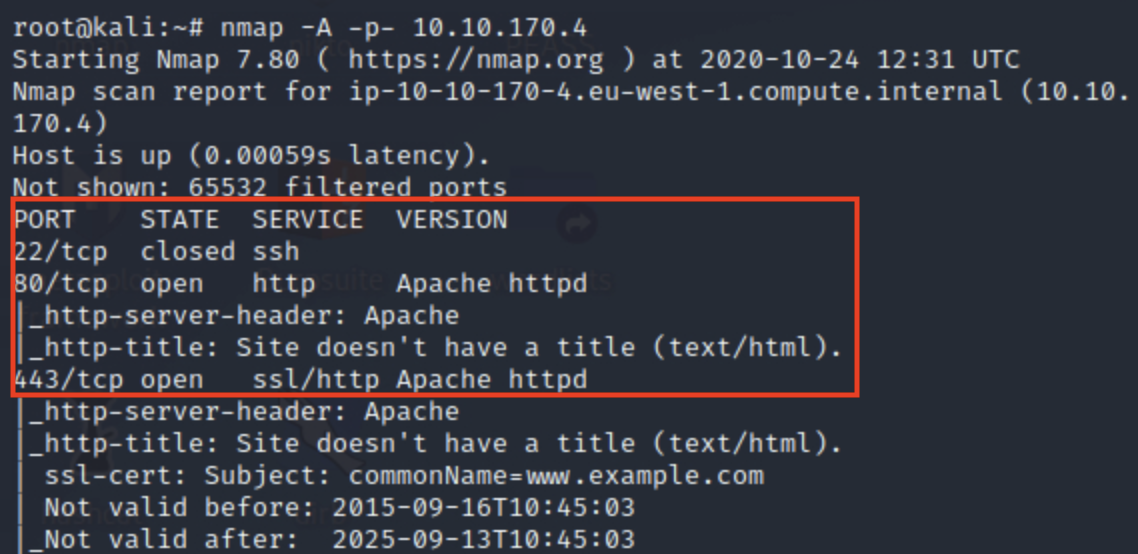 root@kali:~# nmap -A -p- 10.10.170.4
Starting Nmap 7.80 ( https://nmap.org ) at 2020-10-24 12:31 UTC
Nmap scan report for ip-10-10-170-4.eu-west-1.compute.internal (10.10.
170.4)
Host is up (0.00059s latency).
Not shown: 65532 filtered ports
PORT    STATE  SERVICE  VERSION
22/tcp  closed ssh
80/tcp  open   http     Apache httpd
|_http-server-header: Apache
|_http-title: Site doesn't have a title (text/html).
443/tcp open   ssl/http Apache httpd
|_http-server-header: Apache
|_http-title: Site doesn't have a title (text/html).
| ssl-cert: Subject: commonName=www.example.com
| Not valid before: 2015-09-16T10:45:03
|_Not valid after:  2025-09-13T10:45:03